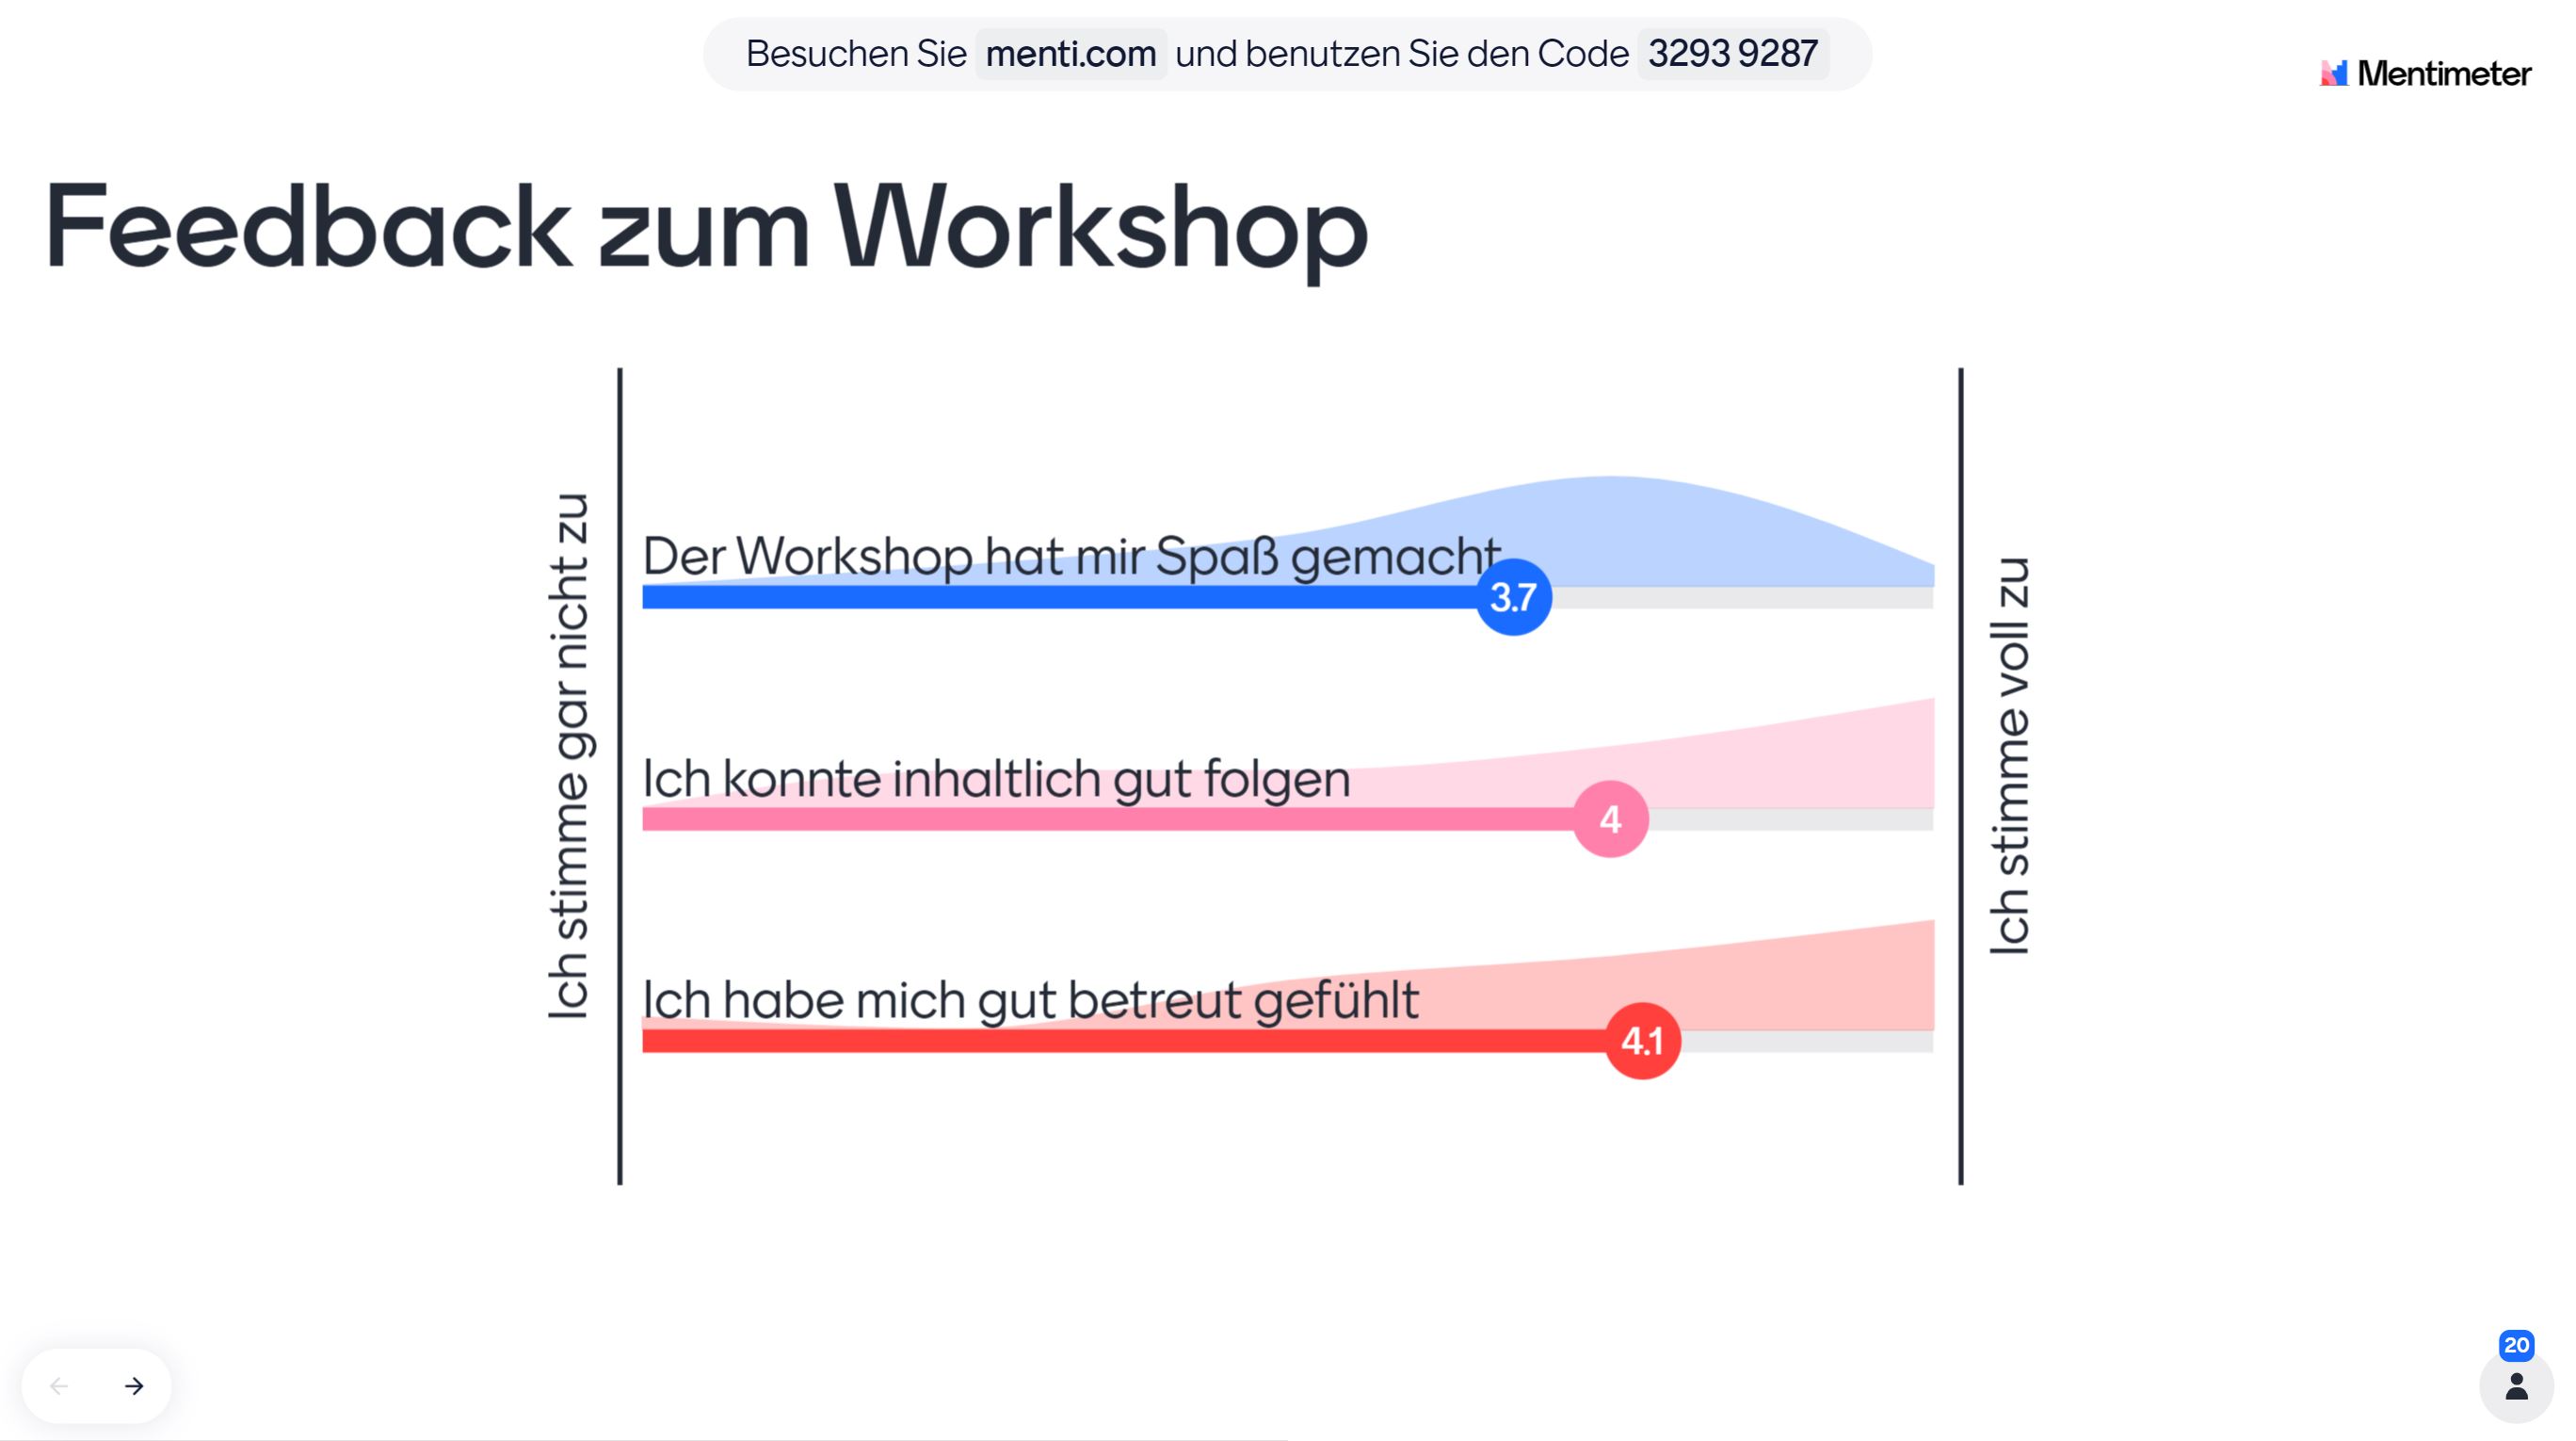 Besuchen Sie menti.com und benutzen Sie den Code 3293 9287
Mentimeter
Feedback zum Workshop
Ich stimme gar nicht zu
Der Workshop hat mir Spaß gemacht
3.7
Ich konnte inhaltlich gut folgen
4
Ich habe mich gut betreut gefühlt
4.1
Ich stimme voll zu
20